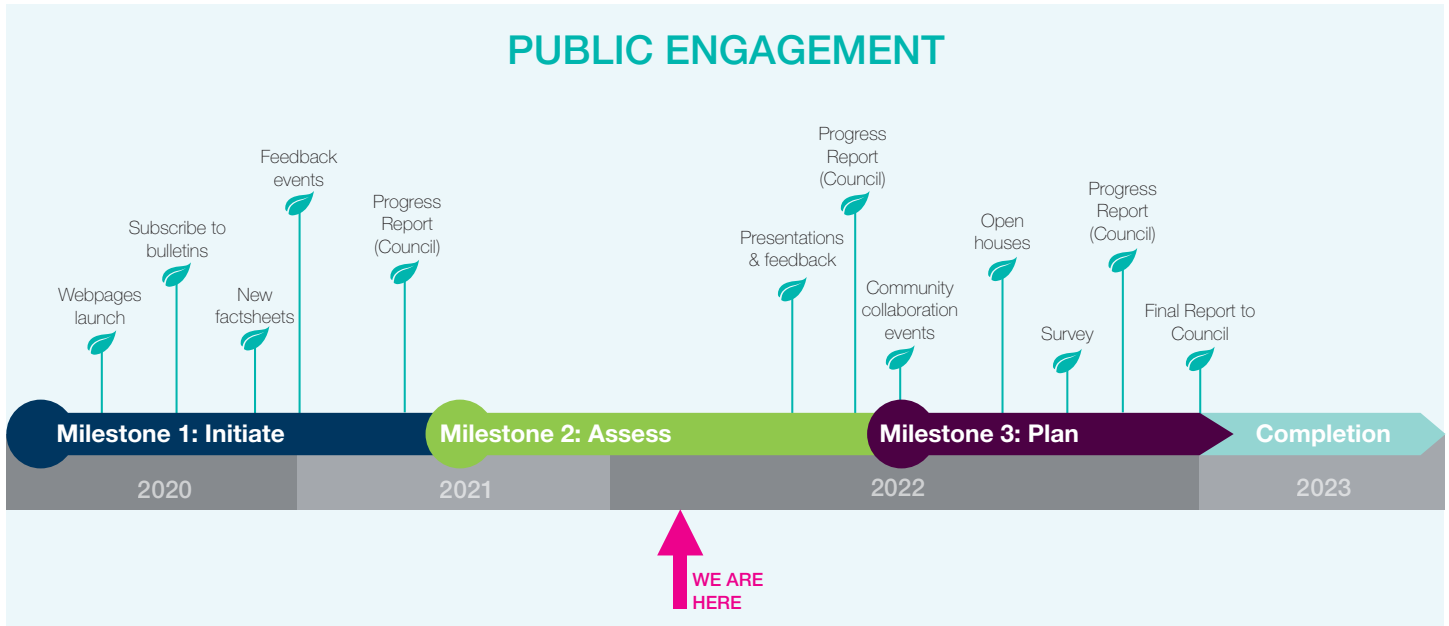 PUBLIC ENGAGEMENT
Webpages
launch
Subscribe to
bulletins
New
factsheets
Feedback
events
Progress
Report
(Council)
Presentations
& feedback
Progress
Report
(Council)
Community
collaboration
events
Open
houses
Survey
Progress
Report
(Council)
Final Report to
Council
Milestone 1: Initiate
Milestone 2: Assess
Milestone 3: Plan
Completion
2020
2021
2022
2023
WE ARE
HERE